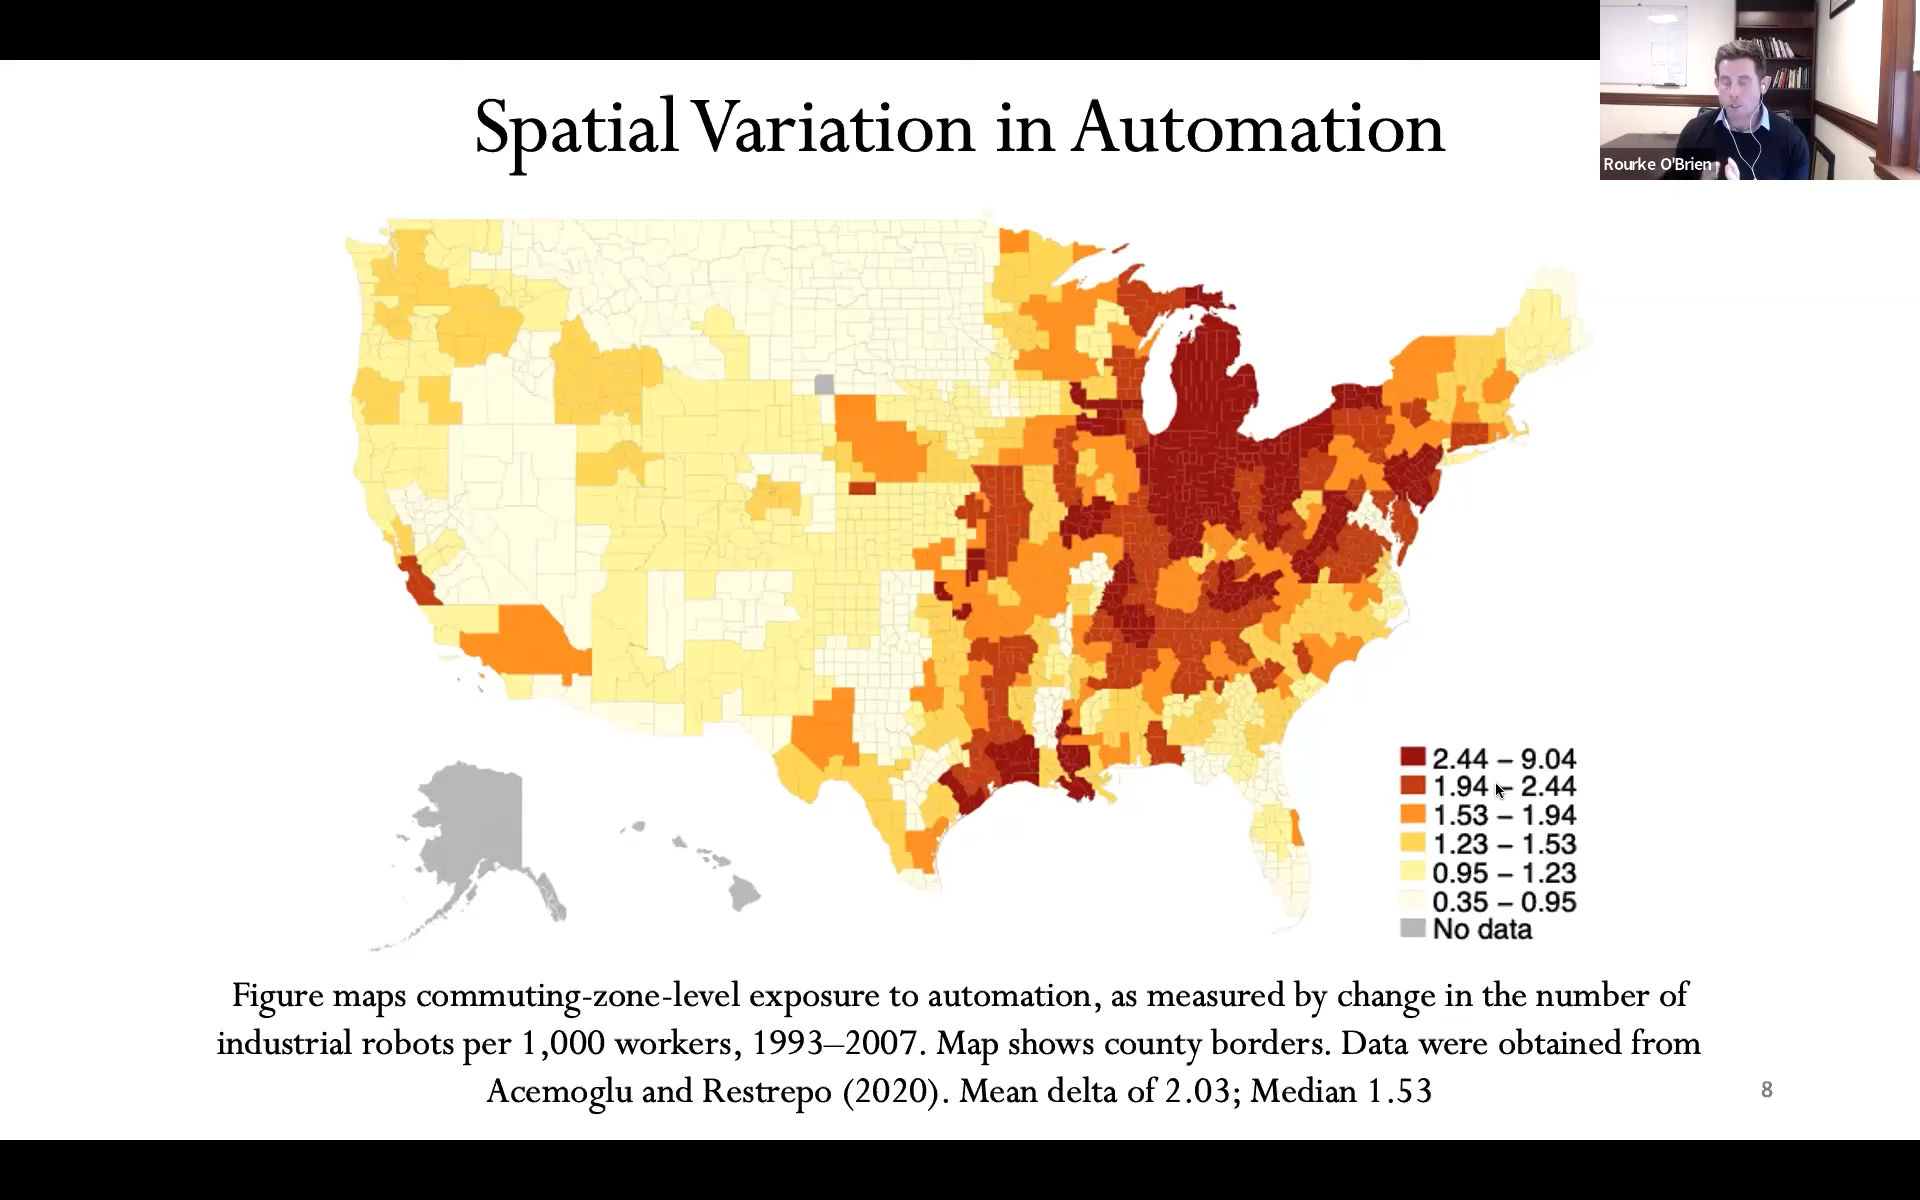 Spatial Variation in Automation
Rourke O'Brien
2.44 – 9.04
1.94 – 2.44
1.53 – 1.94
1.23 – 1.53
0.95 – 1.23
0.35 – 0.95
No data
Figure maps commuting-zone-level exposure to automation, as measured by change in the number of
industrial robots per 1,000 workers, 1993–2007. Map shows county borders. Data were obtained from
Acemoglu and Restrepo (2020). Mean delta of 2.03; Median 1.53
8